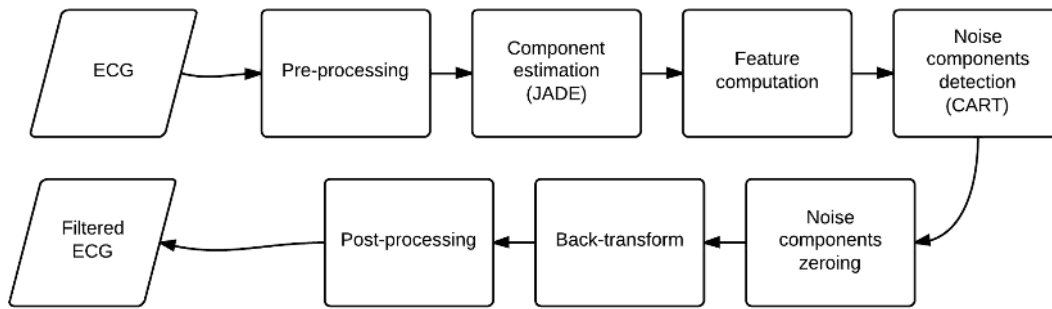 ECG
Pre-processing
Component
estimation
(JADE)
Feature
computation
Noise
components
detection
(CART)
Filtered
ECG
Post-processing
Back-transform
Noise
components
zeroing